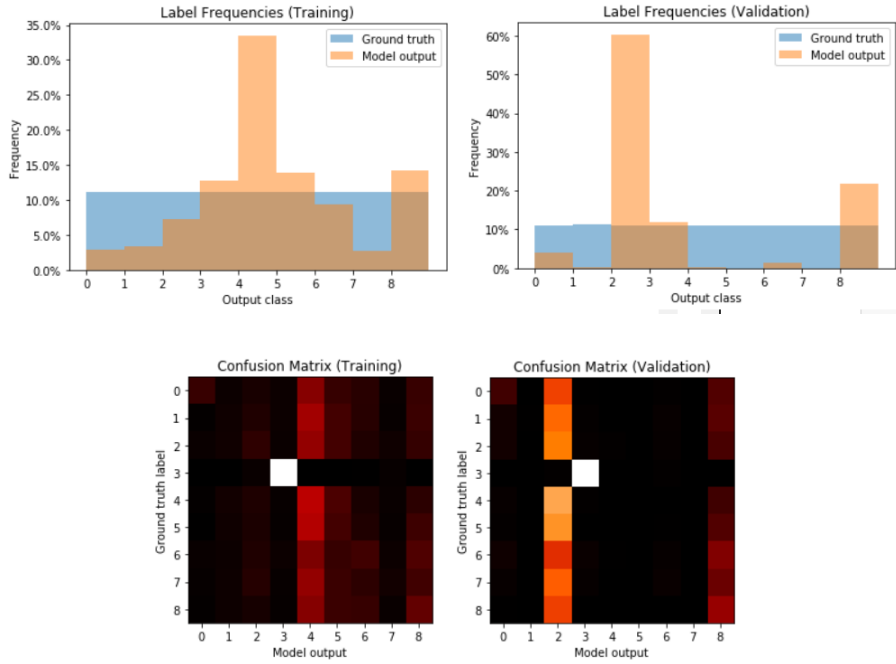 Label Frequencies (Training)
35.0%
30.0%
25.0%
20.0%
15.0%
10.0%
5.0%
0.0%
Frequency
Ground truth
Model output
0 1 2 3 4 5 6 7 8
Output class
Label Frequencies (Validation)
60%
50%
40%
30%
20%
10%
0%
Frequency
Ground truth
Model output
0 1 2 3 4 5 6 7 8
Output class
Confusion Matrix (Training)
Ground truth label
0
1
2
3
4
5
6
7
8
0 1 2 3 4 5 6 7 8
Model output
Confusion Matrix (Validation)
Ground truth label
0
1
2
3
4
5
6
7
8
0 1 2 3 4 5 6 7 8
Model output